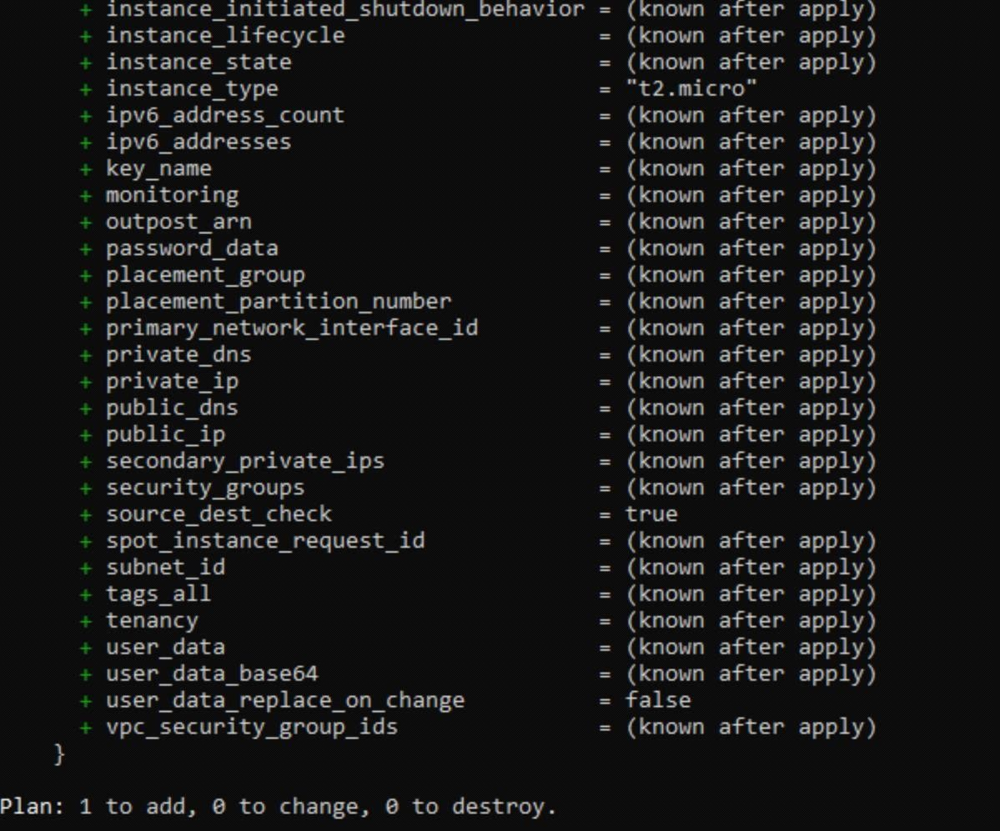 + instance_initiated_shutdown_behavior = (known after apply)
+ instance_lifecycle = (known after apply)
+ instance_state = (known after apply)
+ instance_type = "t2.micro"
+ ipv6_address_count = (known after apply)
+ ipv6_addresses = (known after apply)
+ key_name = (known after apply)
+ monitoring = (known after apply)
+ outpost_arn = (known after apply)
+ password_data = (known after apply)
+ placement_group = (known after apply)
+ placement_partition_number = (known after apply)
+ primary_network_interface_id = (known after apply)
+ private_dns = (known after apply)
+ private_ip = (known after apply)
+ public_dns = (known after apply)
+ public_ip = (known after apply)
+ secondary_private_ips = (known after apply)
+ security_groups = (known after apply)
+ source_dest_check = true
+ spot_instance_request_id = (known after apply)
+ subnet_id = (known after apply)
+ tags_all = (known after apply)
+ tenancy = (known after apply)
+ user_data = (known after apply)
+ user_data_base64 = (known after apply)
+ user_data_replace_on_change = false
+ vpc_security_group_ids = (known after apply)
}
Plan: 1 to add, 0 to change, 0 to destroy.